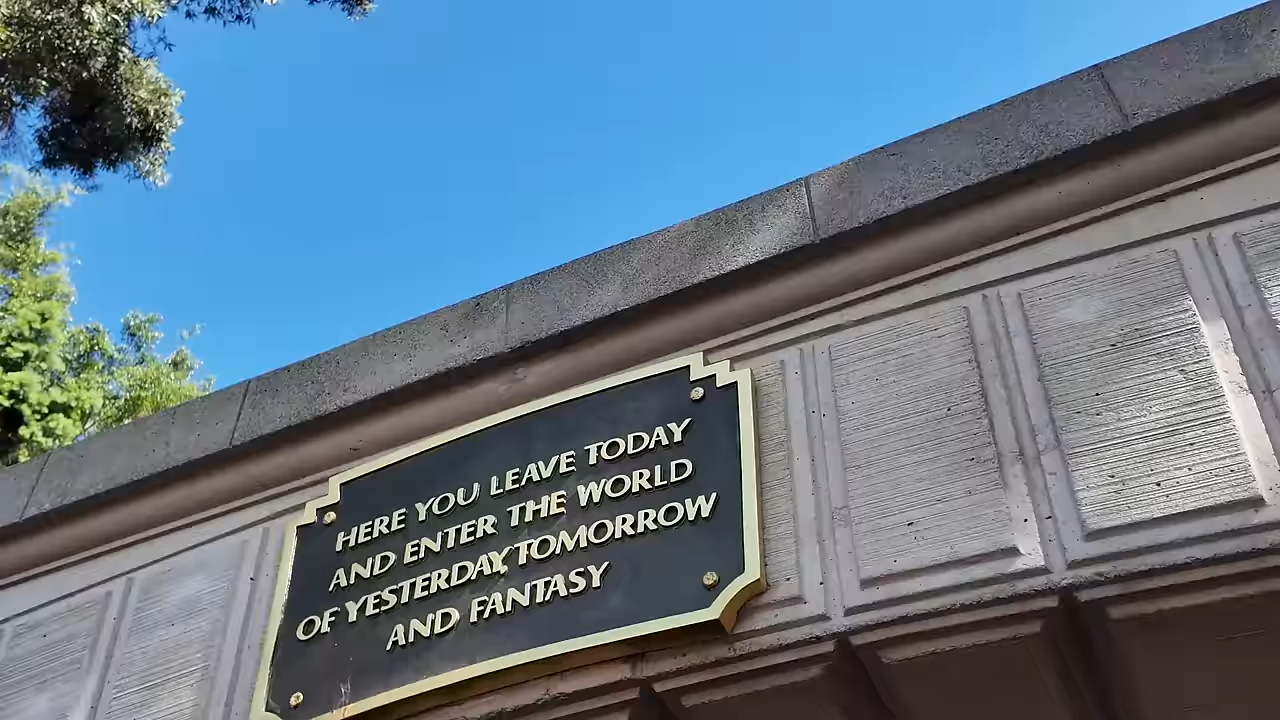 HERE YOU LEAVE TODAY
AND ENTER THE WORLD
OF YESTERDAY, TOMORROW
AND FANTASY